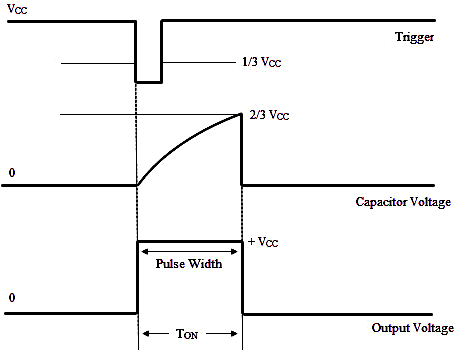 VCC
Trigger
1/3 VCC
2/3 VCC
0
Capacitor Voltage
+ VCC
Pulse Width
0
TON
Output Voltage